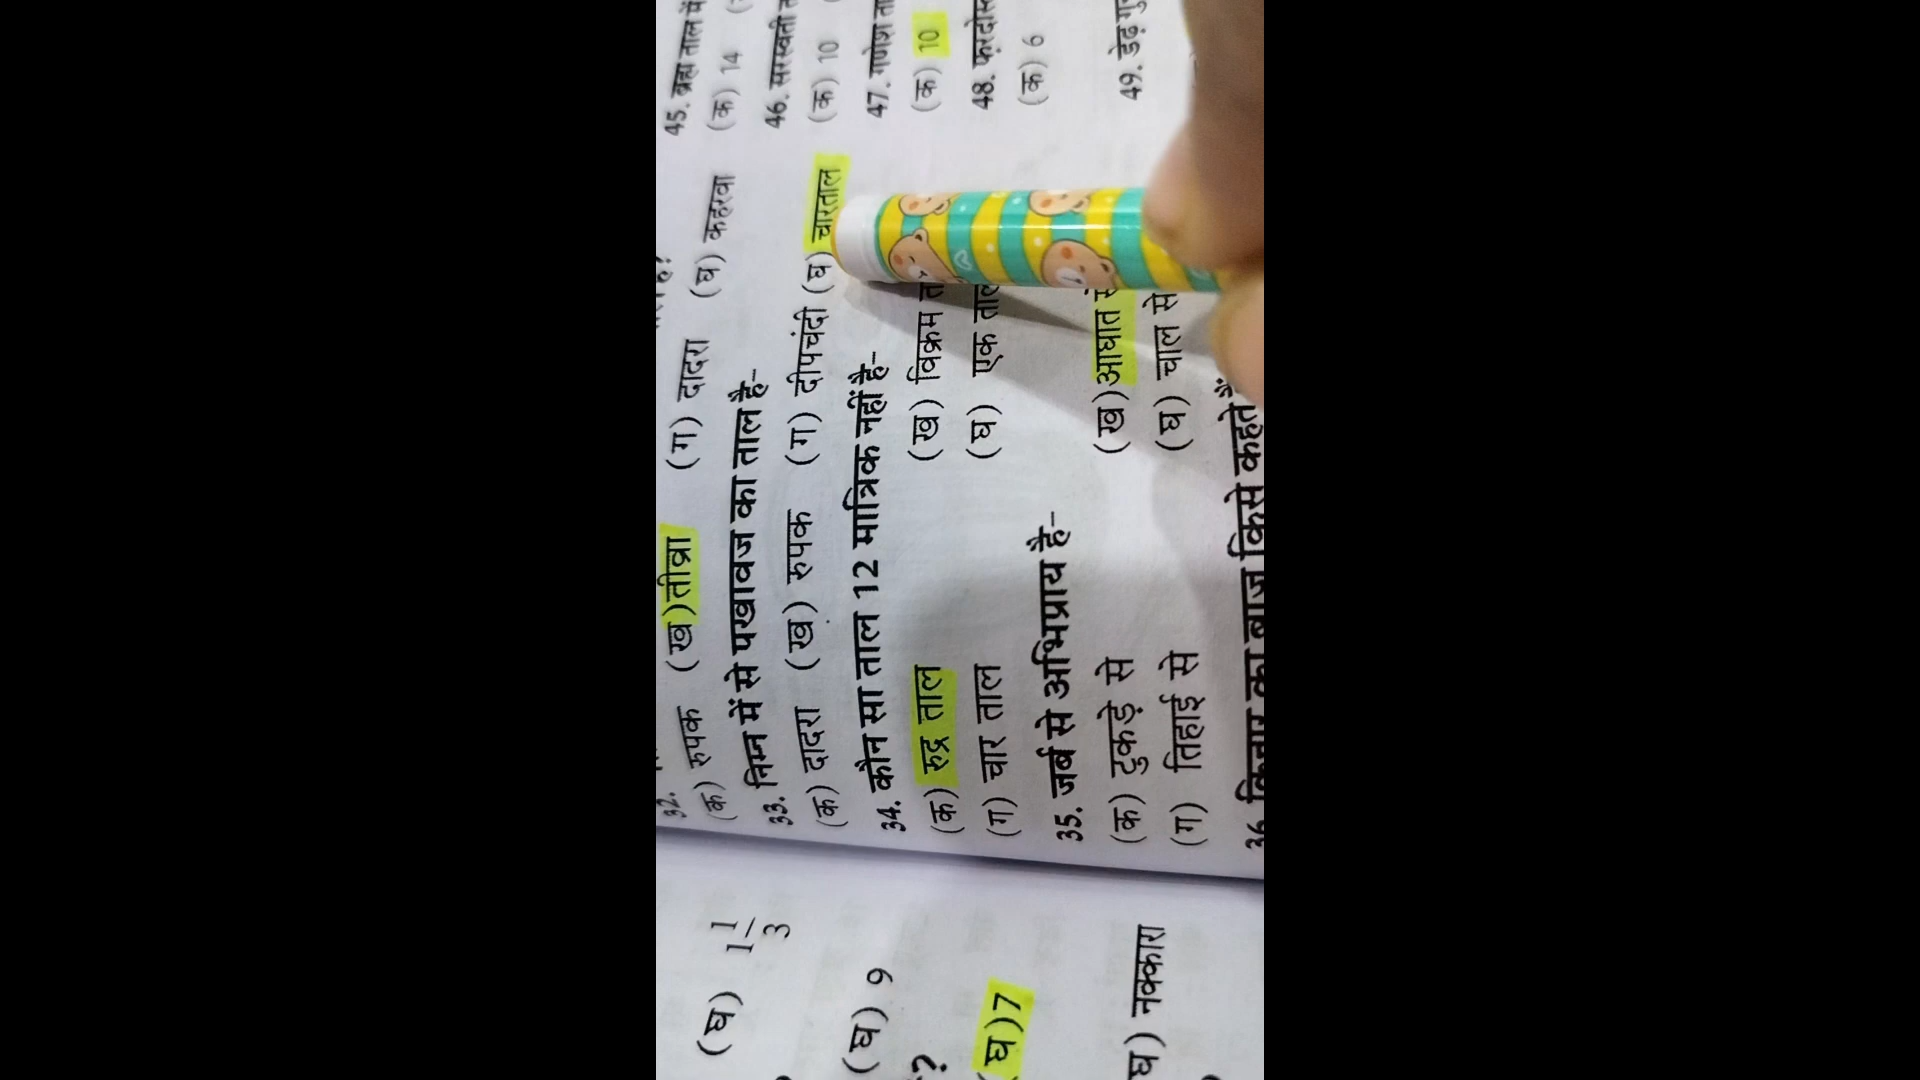 32.
(क) रुपक (ख) तीव्रा (ग) दादरा (घ) कहरवा
33. निम्न में से पखावज का ताल है-
(क) दादरा (ख) रुपक (ग) दीपचंदी (घ) चारताल
34. कौन सा ताल 12 मात्रिक नहीं है-
(क) रुद्र ताल (ख) विक्रम
(ग) चार ताल (घ) एक
35. जर्ब से अभिप्राय है-
(क) टुकड़े से (ख) आघात
(ग) तिहाई से (घ) चाल से
36. का बाज किसे कहते हैं
45. ब्रह्म ताल में
(क) 14
46. सरस्वती
(क) 10
47. गणेश
(क) 10
48.
(क) 6
49. डेढ़
(घ) 1 1/3
(घ) 9
?
(घ) 7
घ) नक्कारा